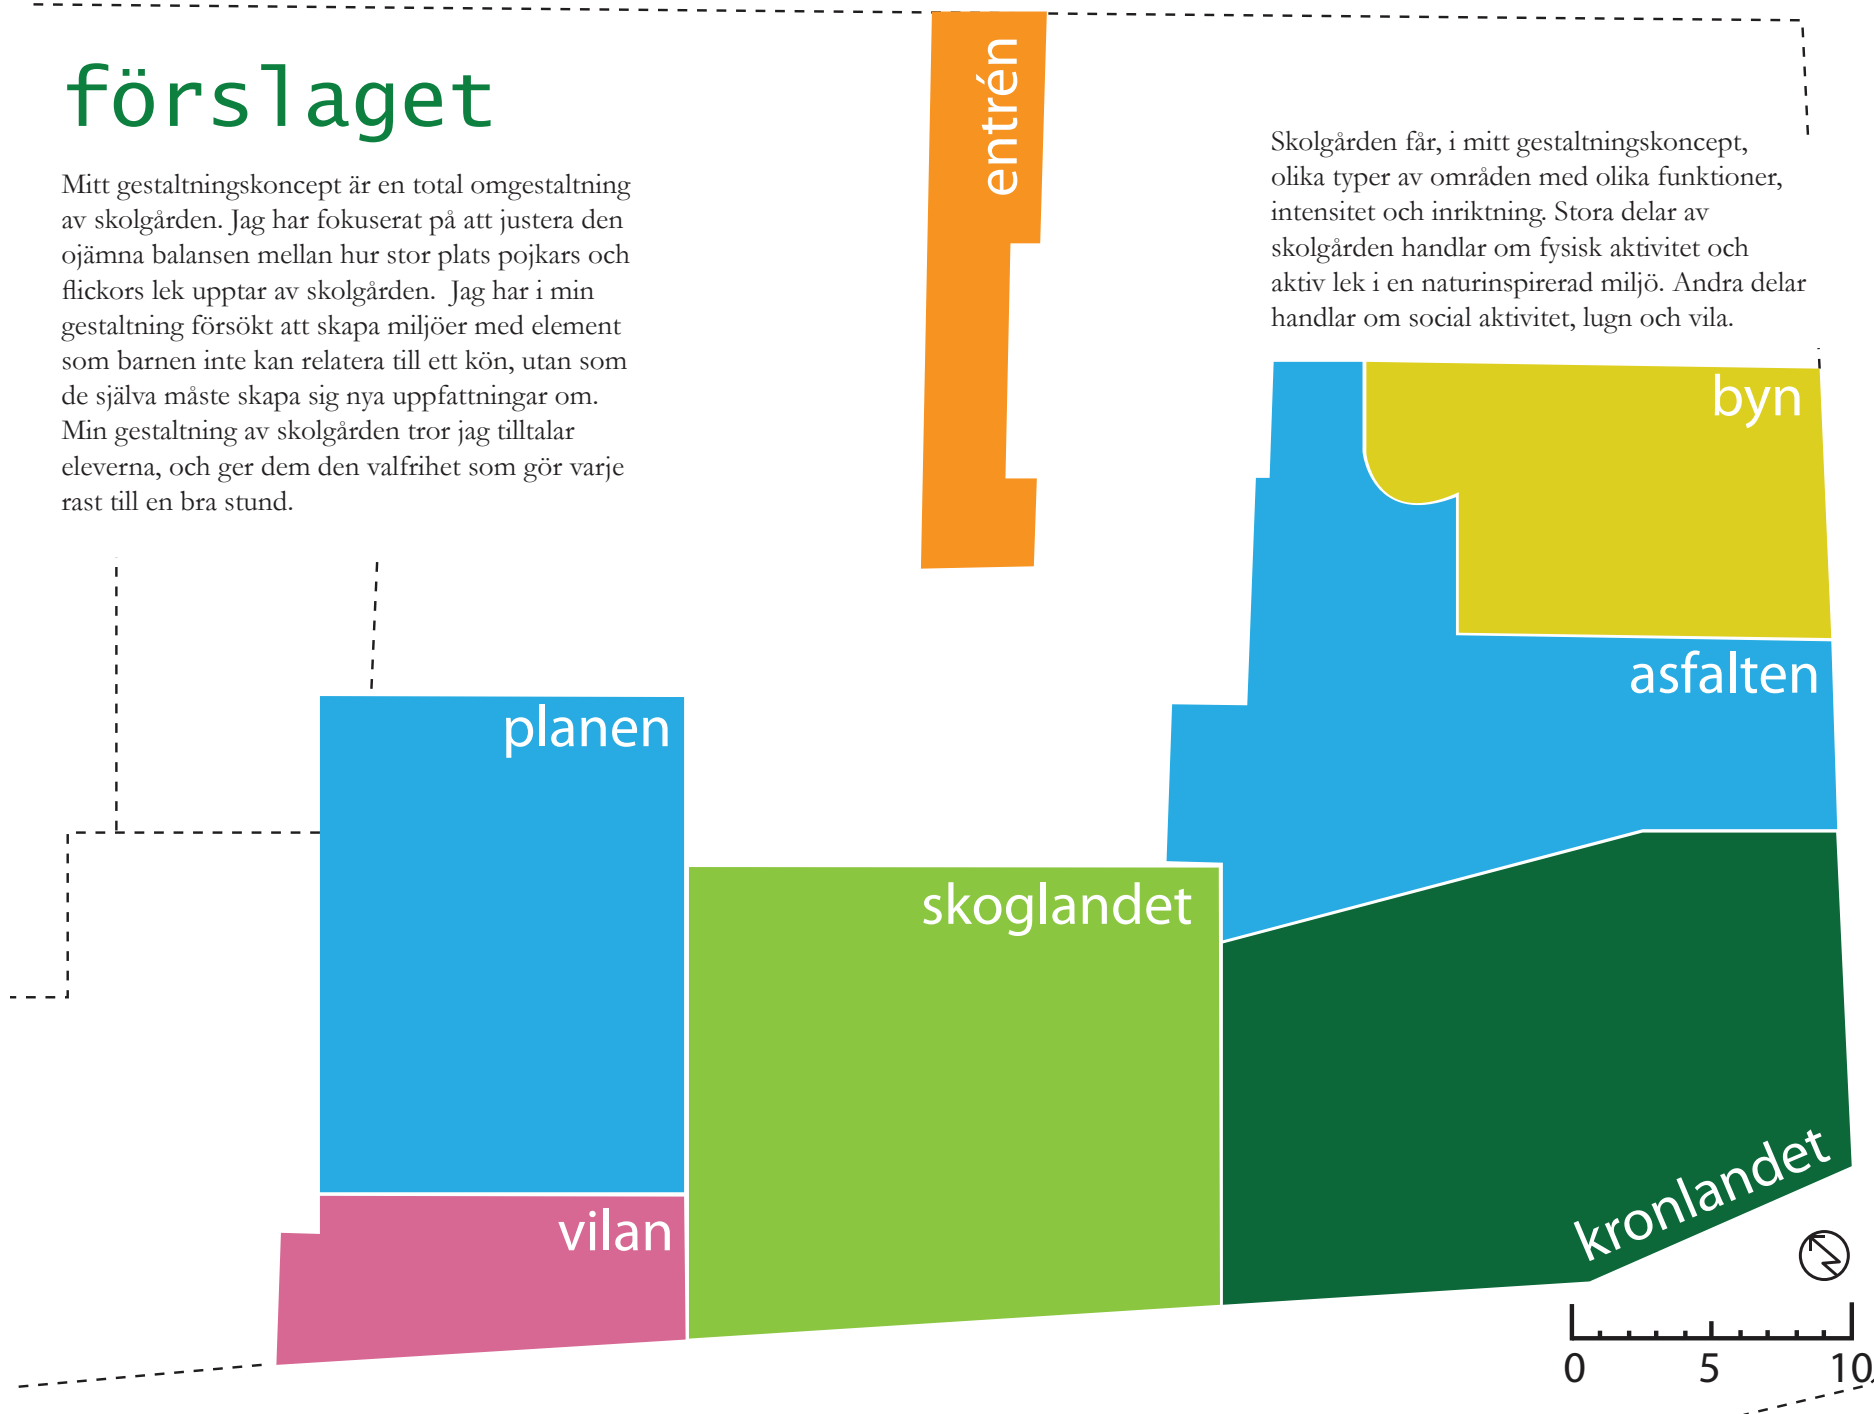 förslaget
Mitt gestaltningskoncept är en total omgestaltning
av skolgården. Jag har fokuserat på att justera den
ojämna balansen mellan hur stor plats pojkars och
flickors lek upptar av skolgården.  Jag har i min
gestaltning försökt att skapa miljöer med element
som barnen inte kan relatera till ett kön, utan som
de själva måste skapa sig nya uppfattningar om.
Min gestaltning av skolgården tror jag tilltalar
eleverna, och ger dem den valfrihet som gör varje
rast till en bra stund.
entrén
Skolgården får, i mitt gestaltningskoncept,
olika typer av områden med olika funktioner,
intensitet och inriktning. Stora delar av
skolgården handlar om fysisk aktivitet och
aktiv lek i en naturinspirerad miljö. Andra delar
handlar om social aktivitet, lugn och vila.
byn
asfalten
planen
skoglandet
kronlandet
vilan
0 5 10